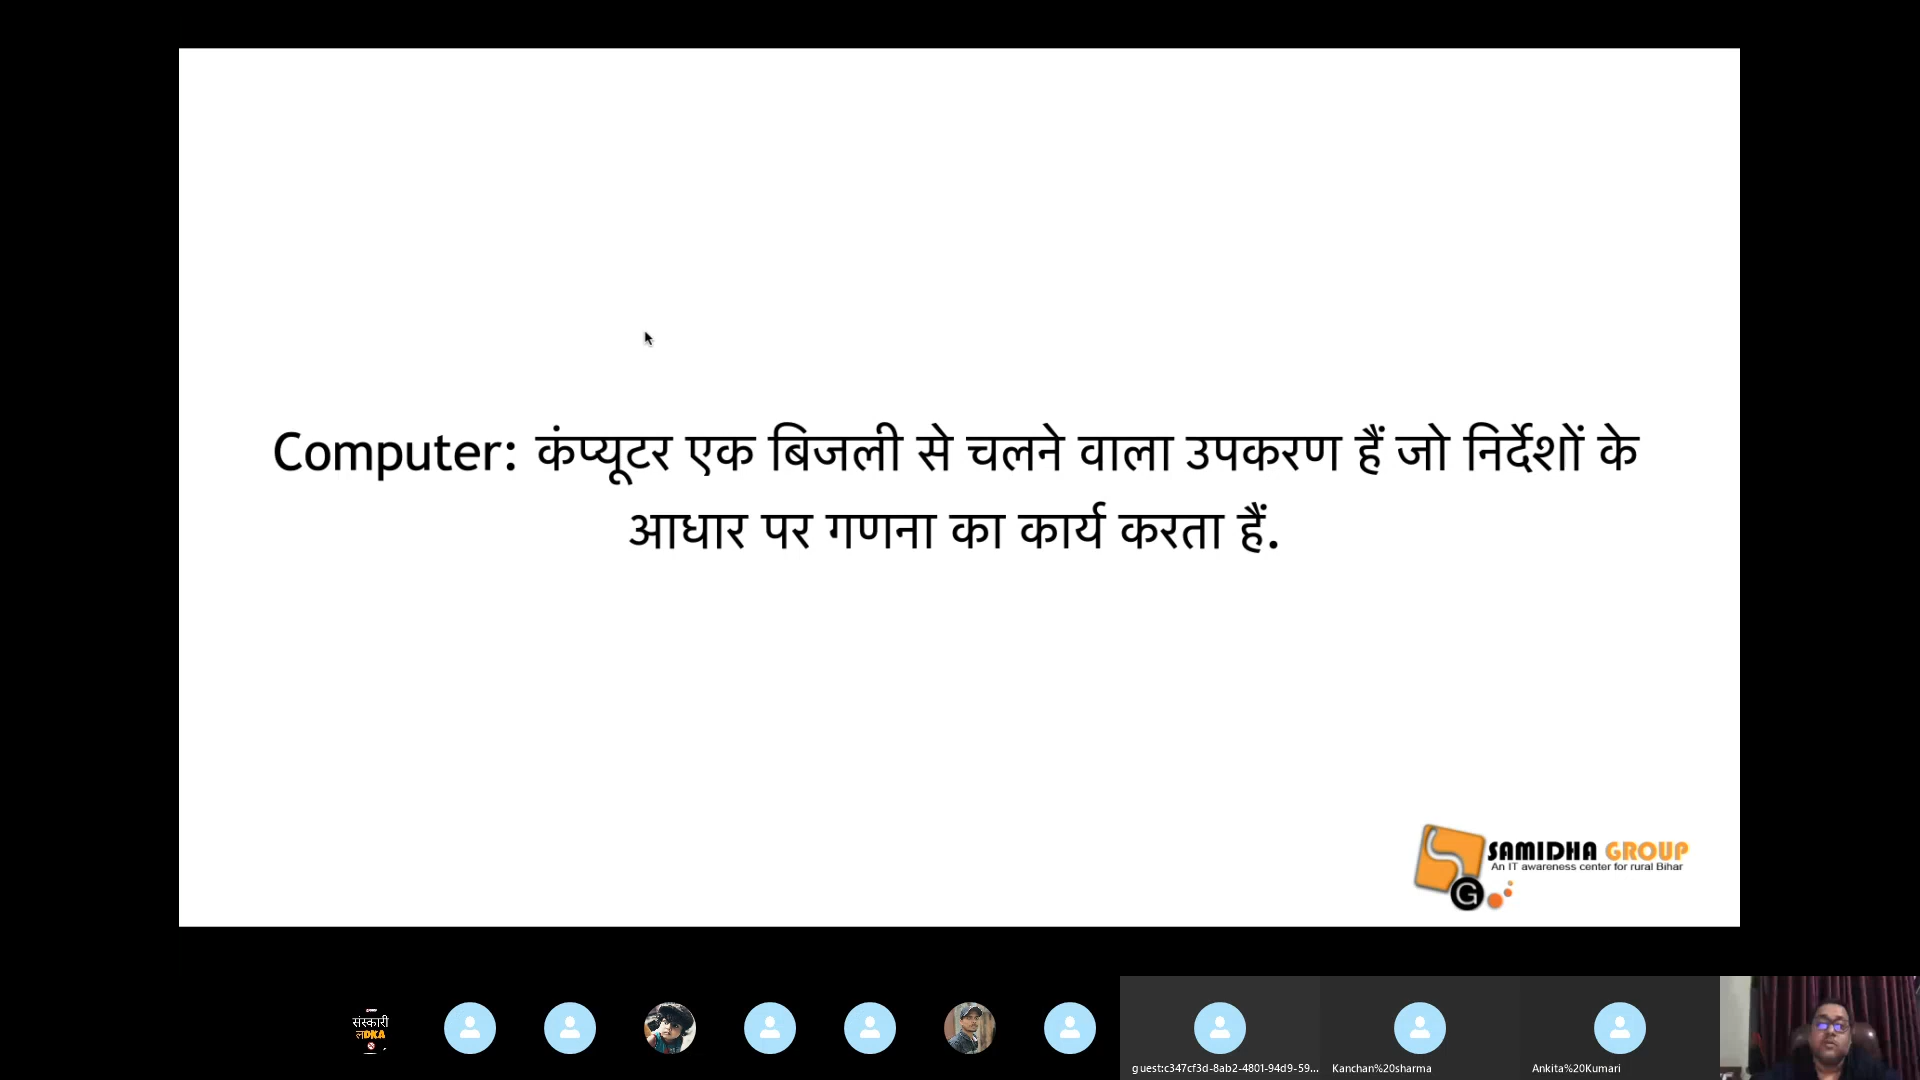 Computer: कंप्यूटर एक बिजली से चलने वाला उपकरण हैं जो निर्देशों के
आधार पर गणना का कार्य करता हैं.
SAMIDHA GROUP
An IT awareness center for rural Bihar
G
संस्कारी
लDKA
guest:c347cf3d-8ab2-4801-94d9-59...
Kanchan%20sharma
Ankita%20Kumari